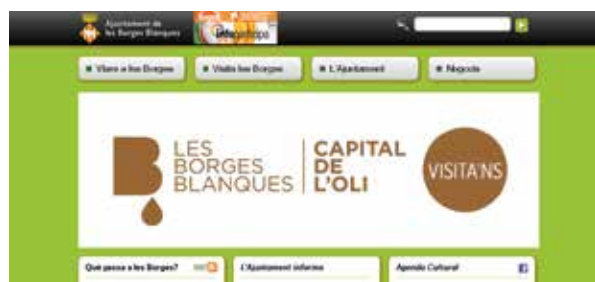 Ajuntament de
les Borges Blanques
Viure a les Borges
Visita les Borges
L'Ajuntament
Negocis
LES
BORGES
BLANQUES
CAPITAL
DE
L'OLI
VISITA'NS
Què passa a les Borges?
L'Ajuntament informa
Agenda Cultural